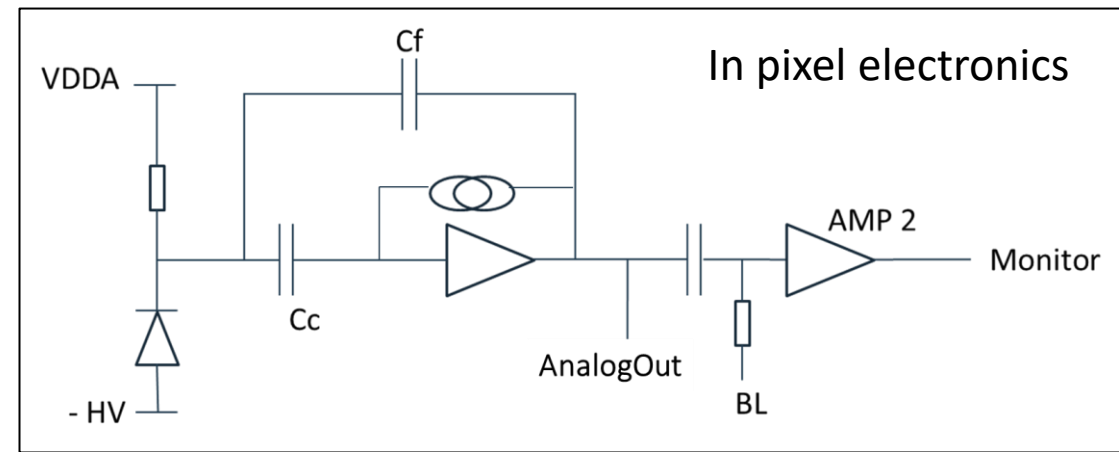 In pixel electronics
Cf
VDDA
AMP 2
Monitor
Cc
AnalogOut
BL
- HV